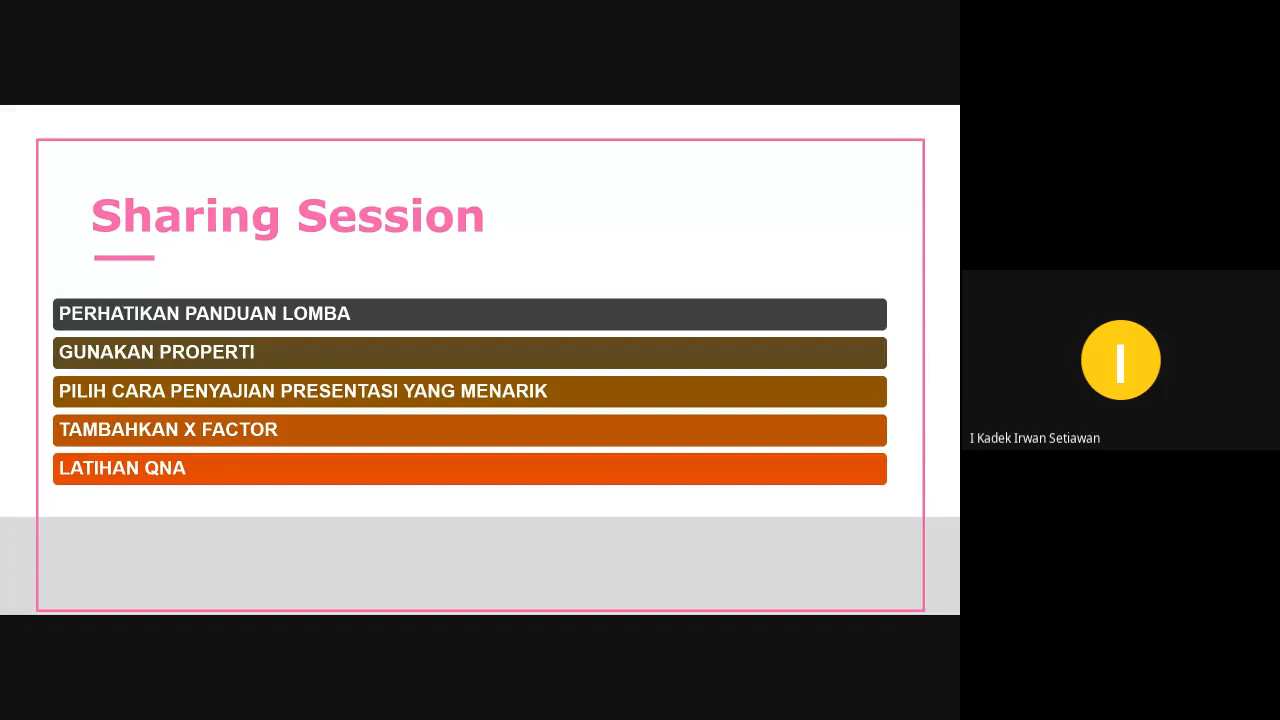 Sharing Session
PERHATIKAN PANDUAN LOMBA
GUNAKAN PROPERTI
PILIH CARA PENYAJIAN PRESENTASI YANG MENARIK
TAMBAHKAN X FACTOR
LATIHAN QNA
I
I Kadek Irwan Setiawan